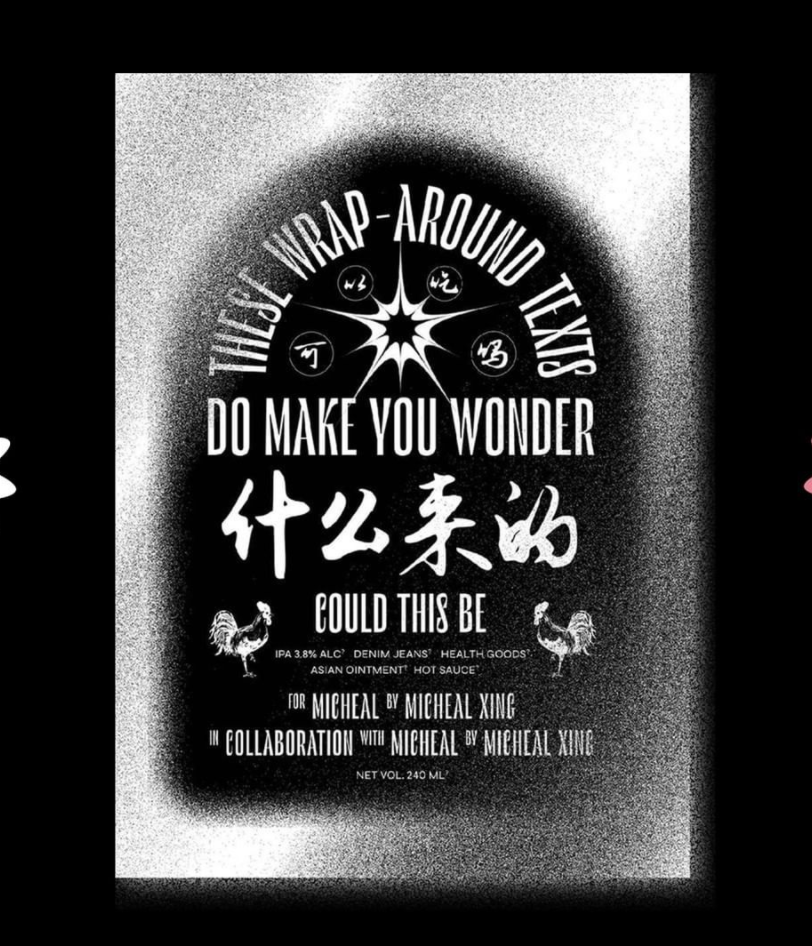 THESE WRAP-AROUND TEXTS
可以吃吗
DO MAKE YOU WONDER
什么来的
COULD THIS BE
IPA 3.8% ALC? DENIM JEANS? HEALTH GOODS?
ASIAN OINTMENT? HOT SAUCE?
FOR MICHEAL BY MICHEAL XING
IN COLLABORATION WITH MICHEAL BY MICHEAL XING
NET VOL. 240 ML?